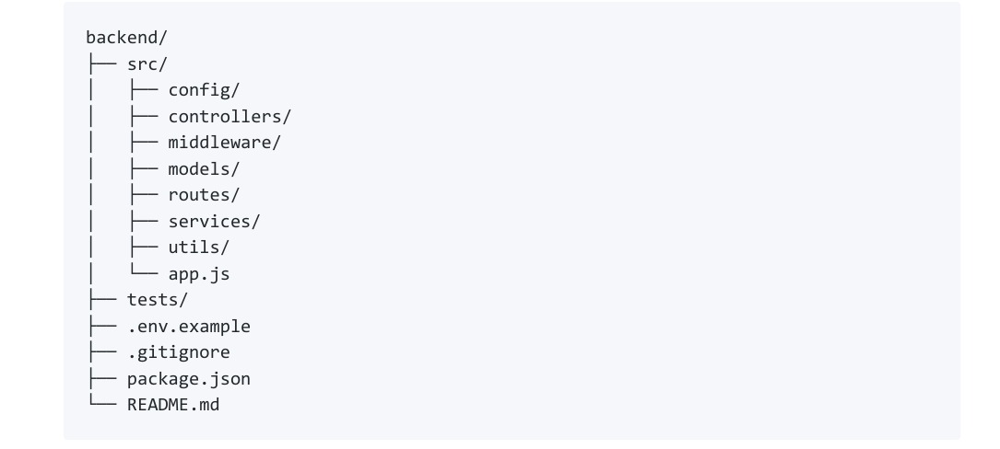 backend/
├── src/
│   ├── config/
│   ├── controllers/
│   ├── middleware/
│   ├── models/
│   ├── routes/
│   ├── services/
│   ├── utils/
│   └── app.js
├── tests/
├── .env.example
├── .gitignore
├── package.json
└── README.md